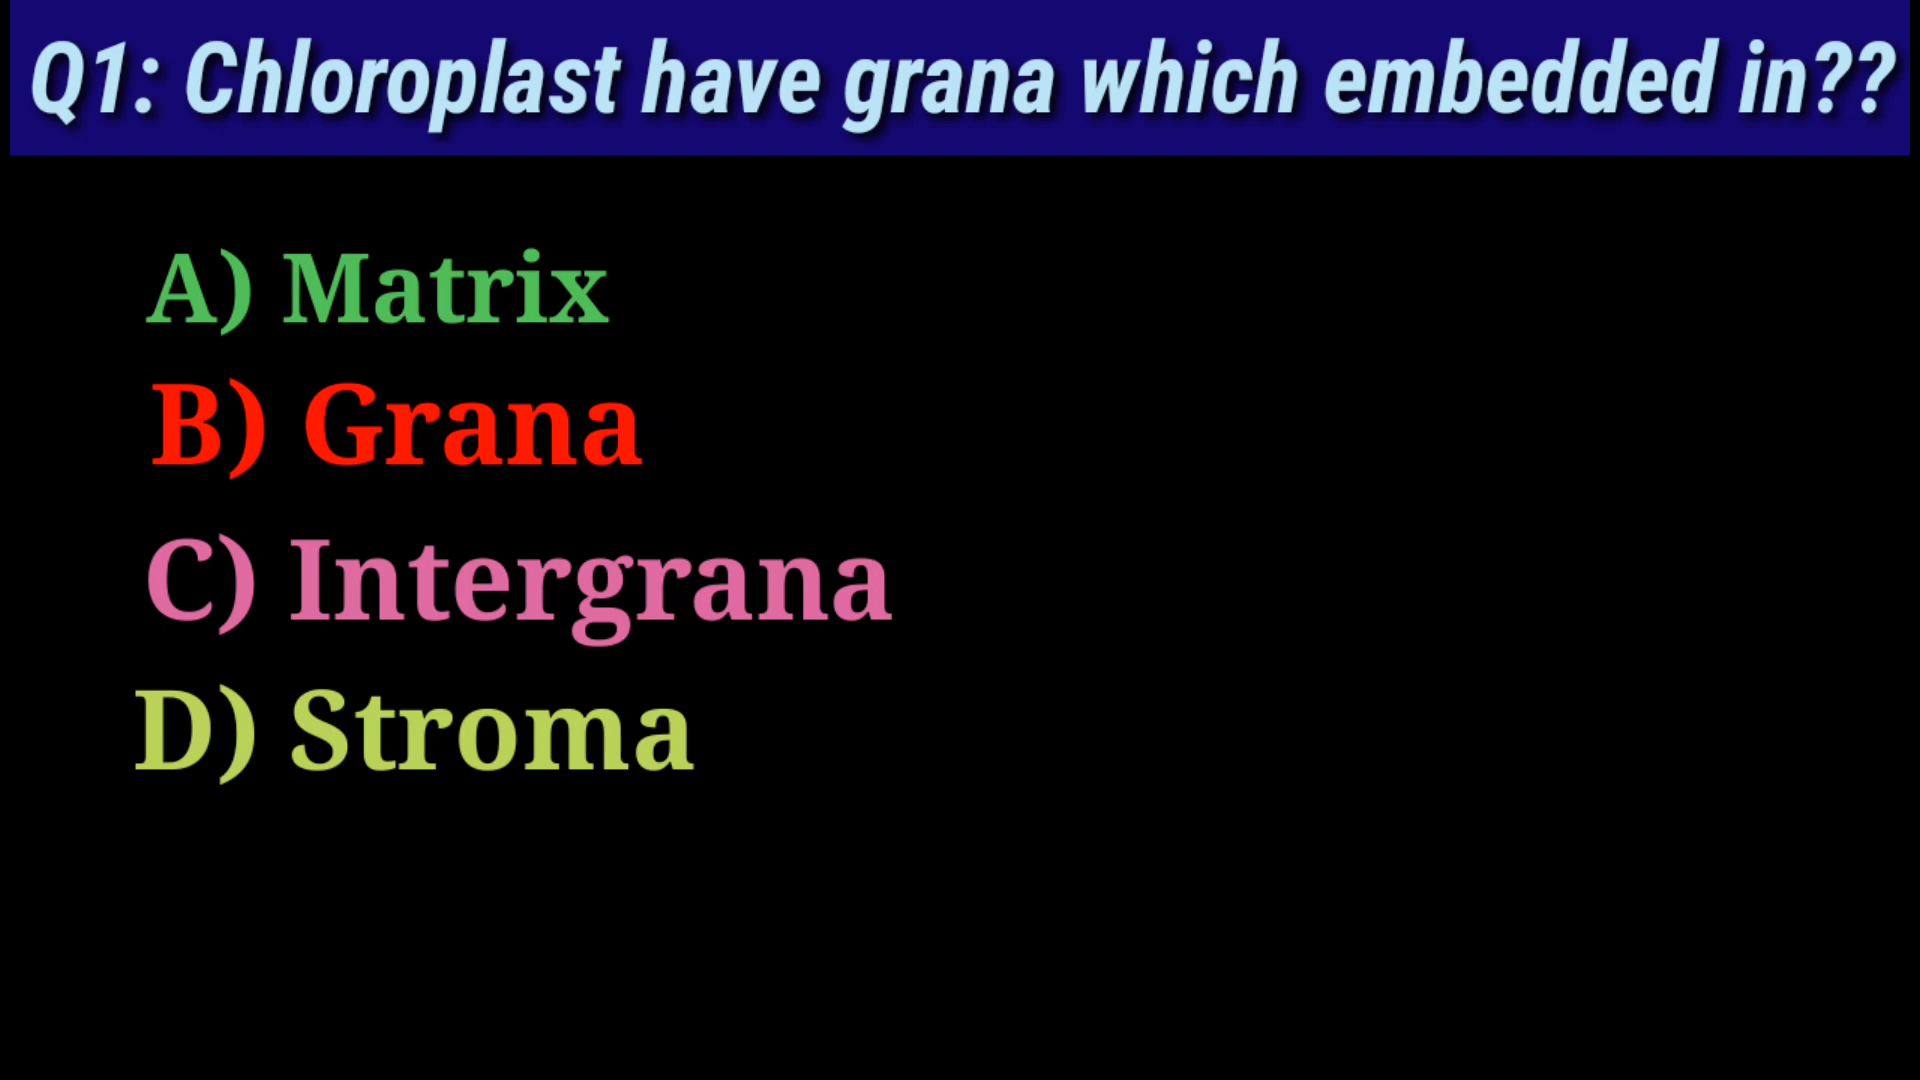 Q1: Chloroplast have grana which embedded in??
A) Matrix
B) Grana
C) Intergrana
D) Stroma